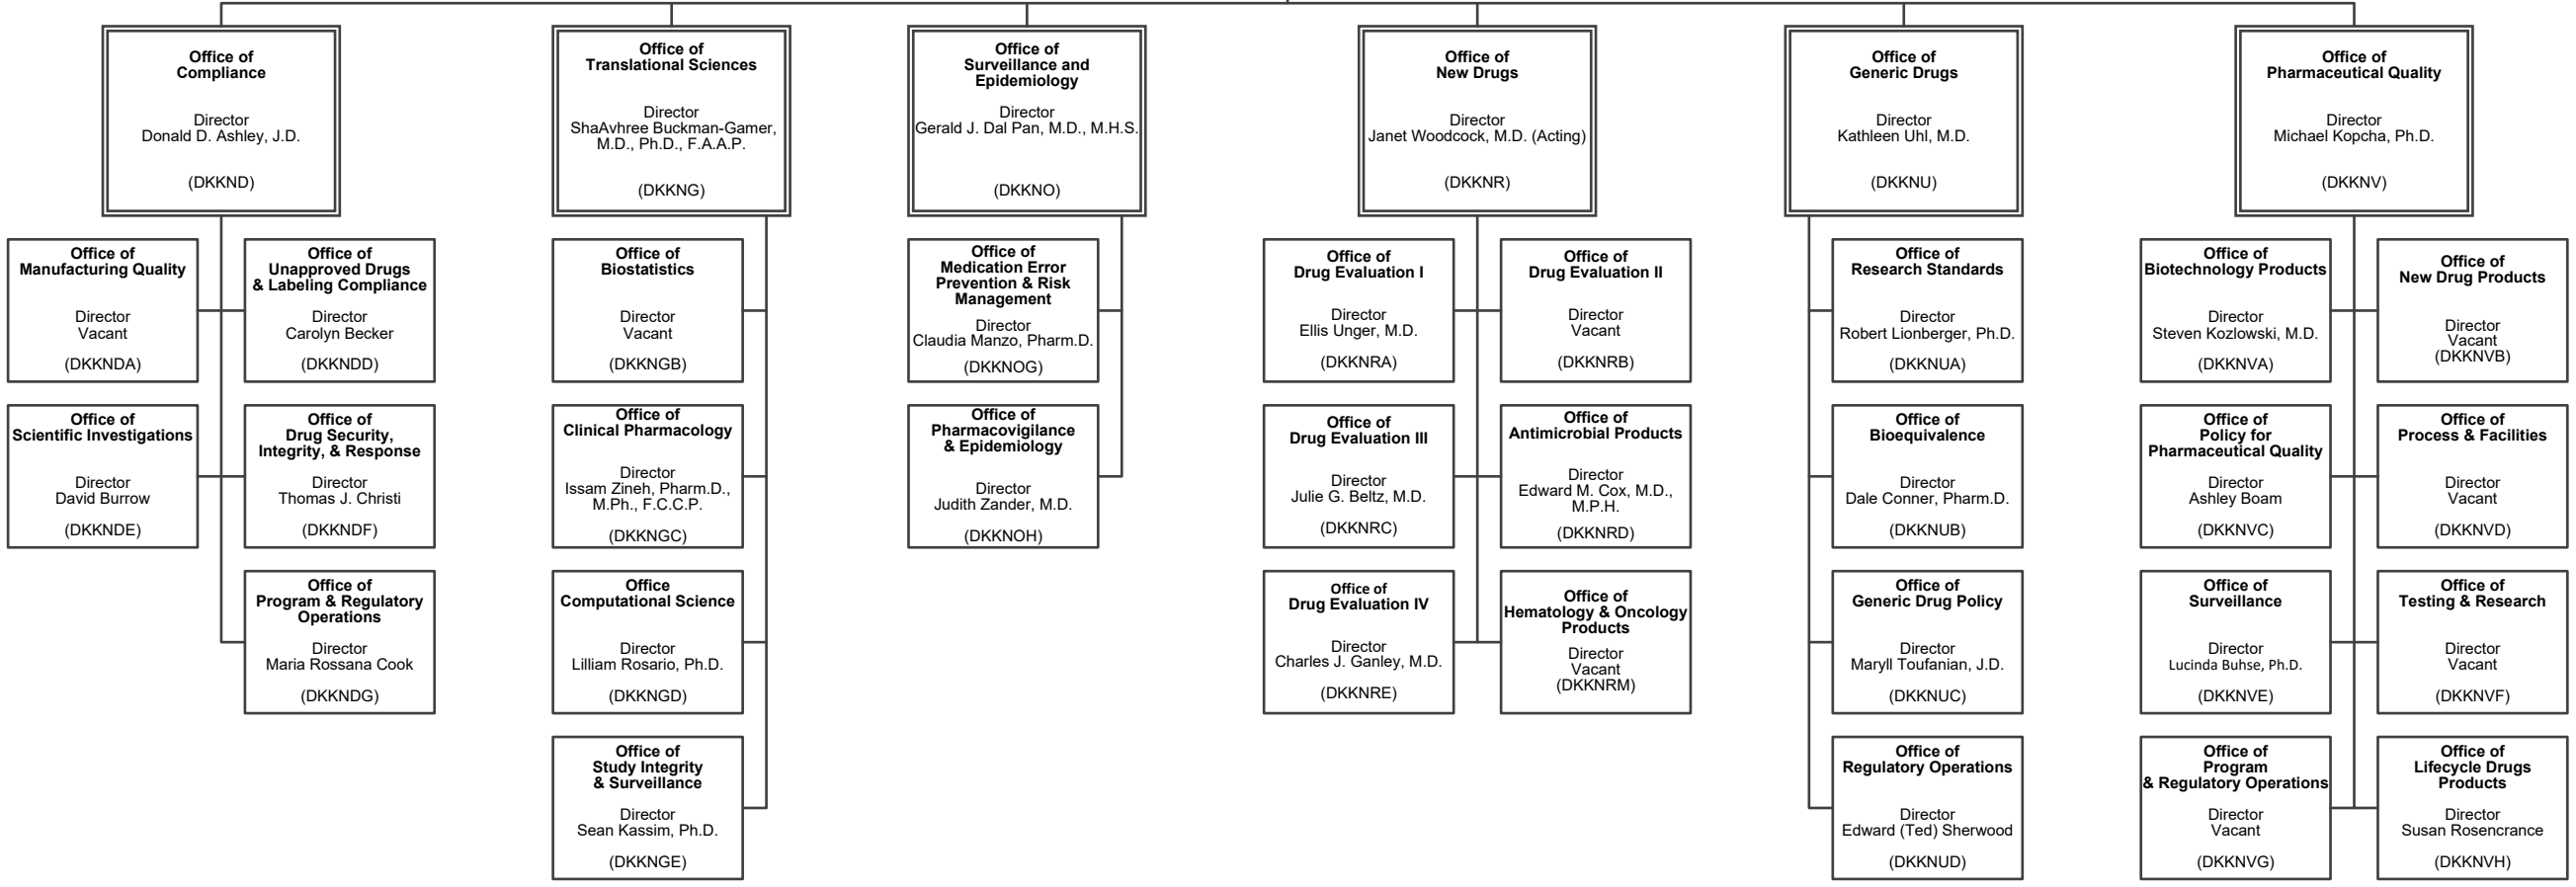 Office of
Compliance
Director
Donald D. Ashley, J.D.
(DKKND)
Office of
Translational Sciences
Director
ShaAvhree Buckman-Gamer,
M.D., Ph.D., F.A.A.P.
(DKKNG)
Office of
Surveillance and
Epidemiology
Director
Gerald J. Dal Pan, M.D., M.H.S.
(DKKNO)
Office of
New Drugs
Director
Janet Woodcock, M.D. (Acting)
(DKKNR)
Office of
Generic Drugs
Director
Kathleen Uhl, M.D.
(DKKNU)
Office of
Pharmaceutical Quality
Director
Michael Kopcha, Ph.D.
(DKKNV)
Office of
Manufacturing Quality
Director
Vacant
(DKKNDA)
Office of
Unapproved Drugs
& Labeling Compliance
Director
Carolyn Becker
(DKKNDD)
Office of
Scientific Investigations
Director
David Burrow
(DKKNDE)
Office of
Drug Security,
Integrity, & Response
Director
Thomas J. Christi
(DKKNDF)
Office of
Program & Regulatory
Operations
Director
Maria Rossana Cook
(DKKNDG)
Office of
Biostatistics
Director
Vacant
(DKKNGB)
Office of
Clinical Pharmacology
Director
Issam Zineh, Pharm.D.,
M.Ph., F.C.C.P.
(DKKNGC)
Office
Computational Science
Director
Lilliam Rosario, Ph.D.
(DKKNGD)
Office of
Study Integrity
& Surveillance
Director
Sean Kassim, Ph.D.
(DKKNGE)
Office of
Medication Error
Prevention & Risk
Management
Director
Claudia Manzo, Pharm.D.
(DKKNOG)
Office of
Pharmacovigilance
& Epidemiology
Director
Judith Zander, M.D.
(DKKNOH)
Office of
Drug Evaluation I
Director
Ellis Unger, M.D.
(DKKNRA)
Office of
Drug Evaluation II
Director
Vacant
(DKKNRB)
Office of
Drug Evaluation III
Director
Julie G. Beltz, M.D.
(DKKNRC)
Office of
Antimicrobial Products
Director
Edward M. Cox, M.D.,
M.P.H.
(DKKNRD)
Office of
Drug Evaluation IV
Director
Charles J. Ganley, M.D.
(DKKNRE)
Office of
Hematology & Oncology
Products
Director
Vacant
(DKKNRM)
Office of
Research Standards
Director
Robert Lionberger, Ph.D.
(DKKNUA)
Office of
Bioequivalence
Director
Dale Conner, Pharm.D.
(DKKNUB)
Office of
Generic Drug Policy
Director
Maryll Toufanian, J.D.
(DKKNUC)
Office of
Regulatory Operations
Director
Edward (Ted) Sherwood
(DKKNUD)
Office of
Biotechnology Products
Director
Steven Kozlowski, M.D.
(DKKNVA)
Office of
New Drug Products
Director
Vacant
(DKKNVB)
Office of
Policy for
Pharmaceutical Quality
Director
Ashley Boam
(DKKNVC)
Office of
Process & Facilities
Director
Vacant
(DKKNVD)
Office of
Surveillance
Director
Lucinda Buhse, Ph.D.
(DKKNVE)
Office of
Testing & Research
Director
Vacant
(DKKNVF)
Office of
Program
& Regulatory Operations
Director
Vacant
(DKKNVG)
Office of
Lifecycle Drugs
Products
Director
Susan Rosencrance
(DKKNVH)